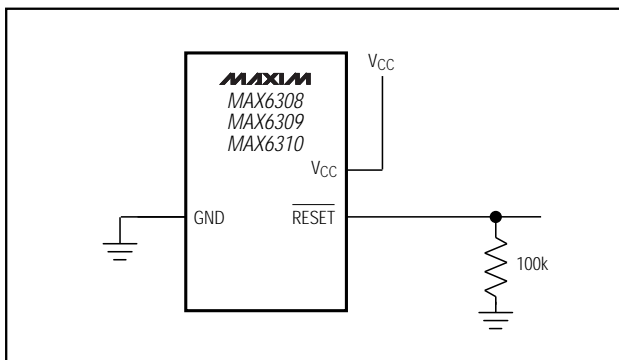 VCC
MAXIM
MAX6308
MAX6309
MAX6310
VCC
GND
RESET
100k